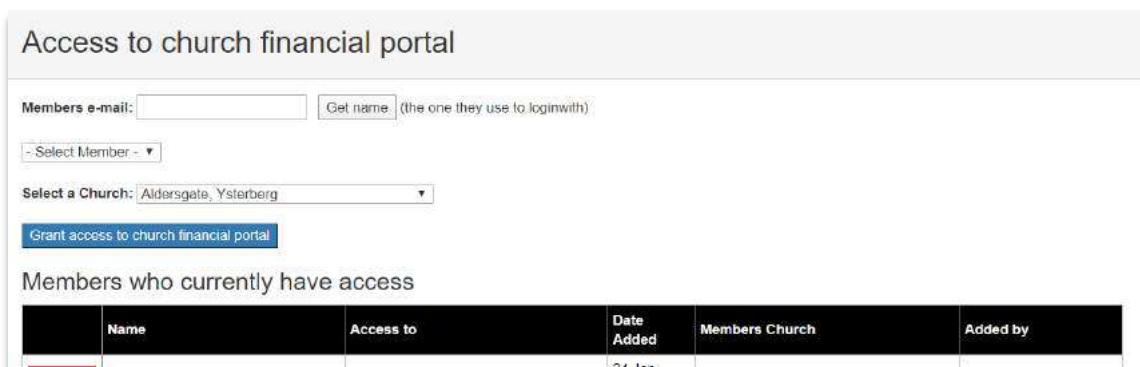 Access to church financial portal
Members e-mail: Get name (the one they use to loginwith)
- Select Member -
Select a Church: Aldersgate, Ysterberg
Grant access to church financial portal
Members who currently have access
Name Access to Date Added Members Church Added by